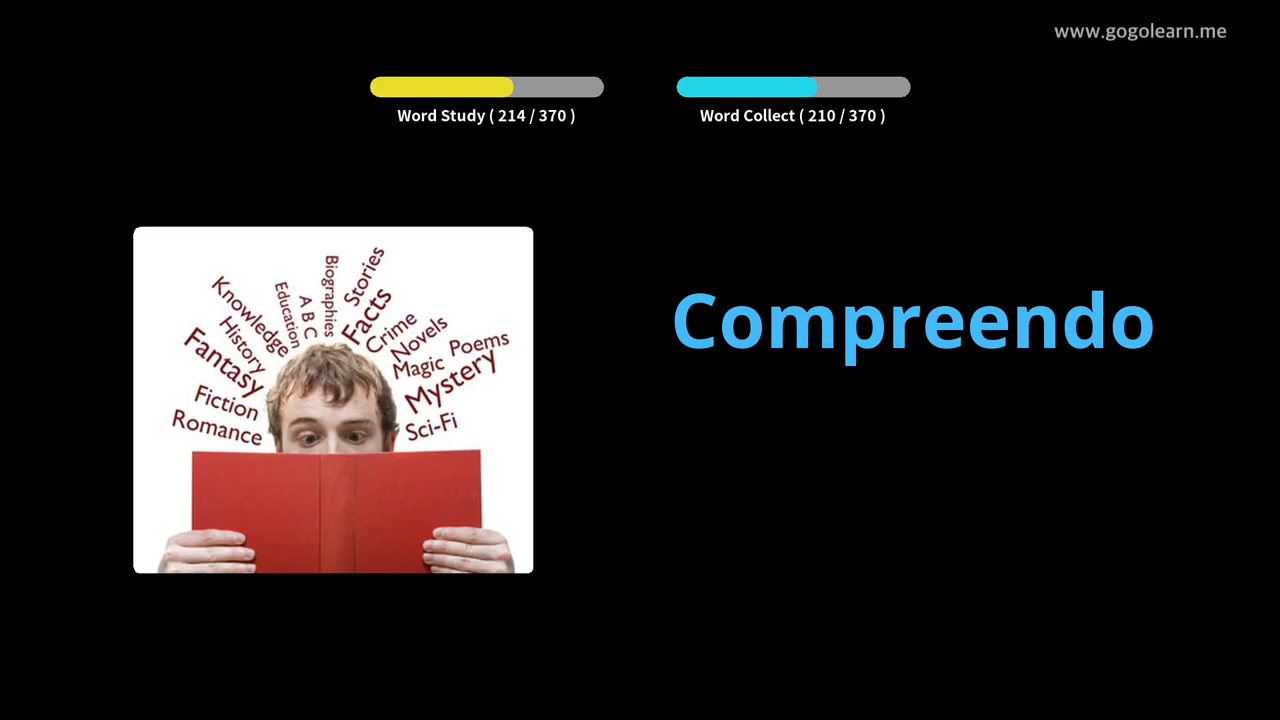 www.gogolearn.me
Word Study ( 214 / 370 )
Word Collect ( 210 / 370 )
Compreendo
Biographies
Stories
Education
A B C
Facts
Knowledge
Crime
History
Novels
Fantasy
Magic
Poems
Mystery
Fiction
Romance
Sci-Fi